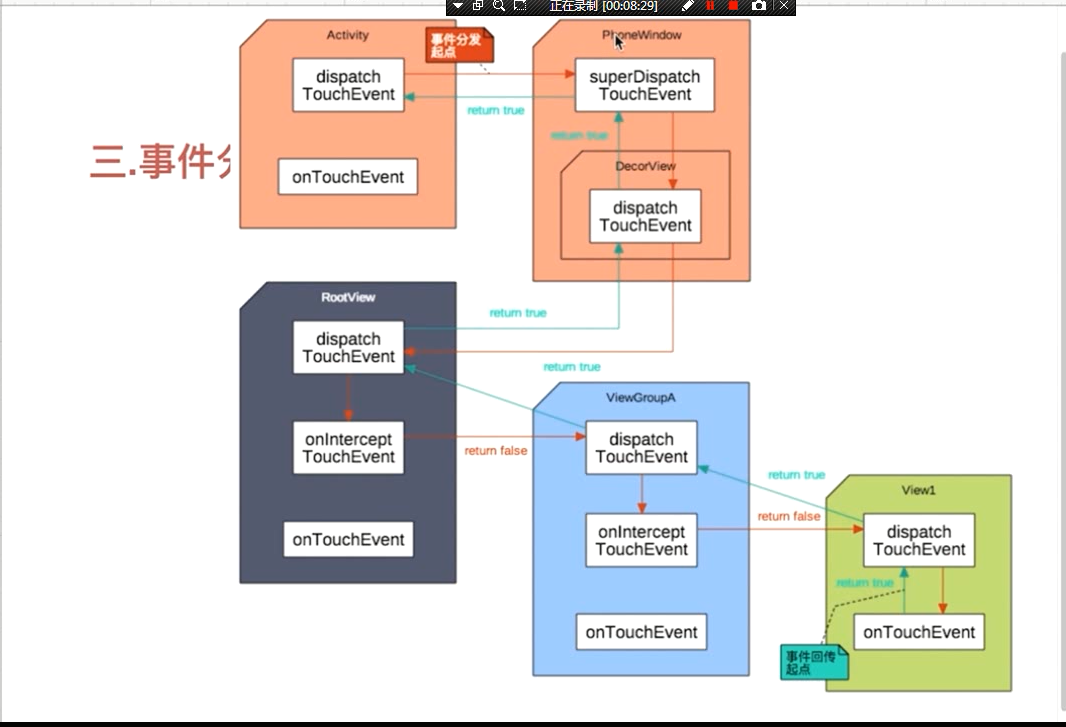 正在录制 [00:08:29]
Activity
事件分发
起点
PhoneWindow
dispatch
TouchEvent
superDispatch
TouchEvent
return true
return true
三.事件分
onTouchEvent
DecorView
dispatch
TouchEvent
RootView
return true
dispatch
TouchEvent
return true
ViewGroupA
onIntercept
TouchEvent
return false
dispatch
TouchEvent
return true
View1
onIntercept
TouchEvent
return false
dispatch
TouchEvent
onTouchEvent
return true
onTouchEvent
onTouchEvent
事件回传
起点